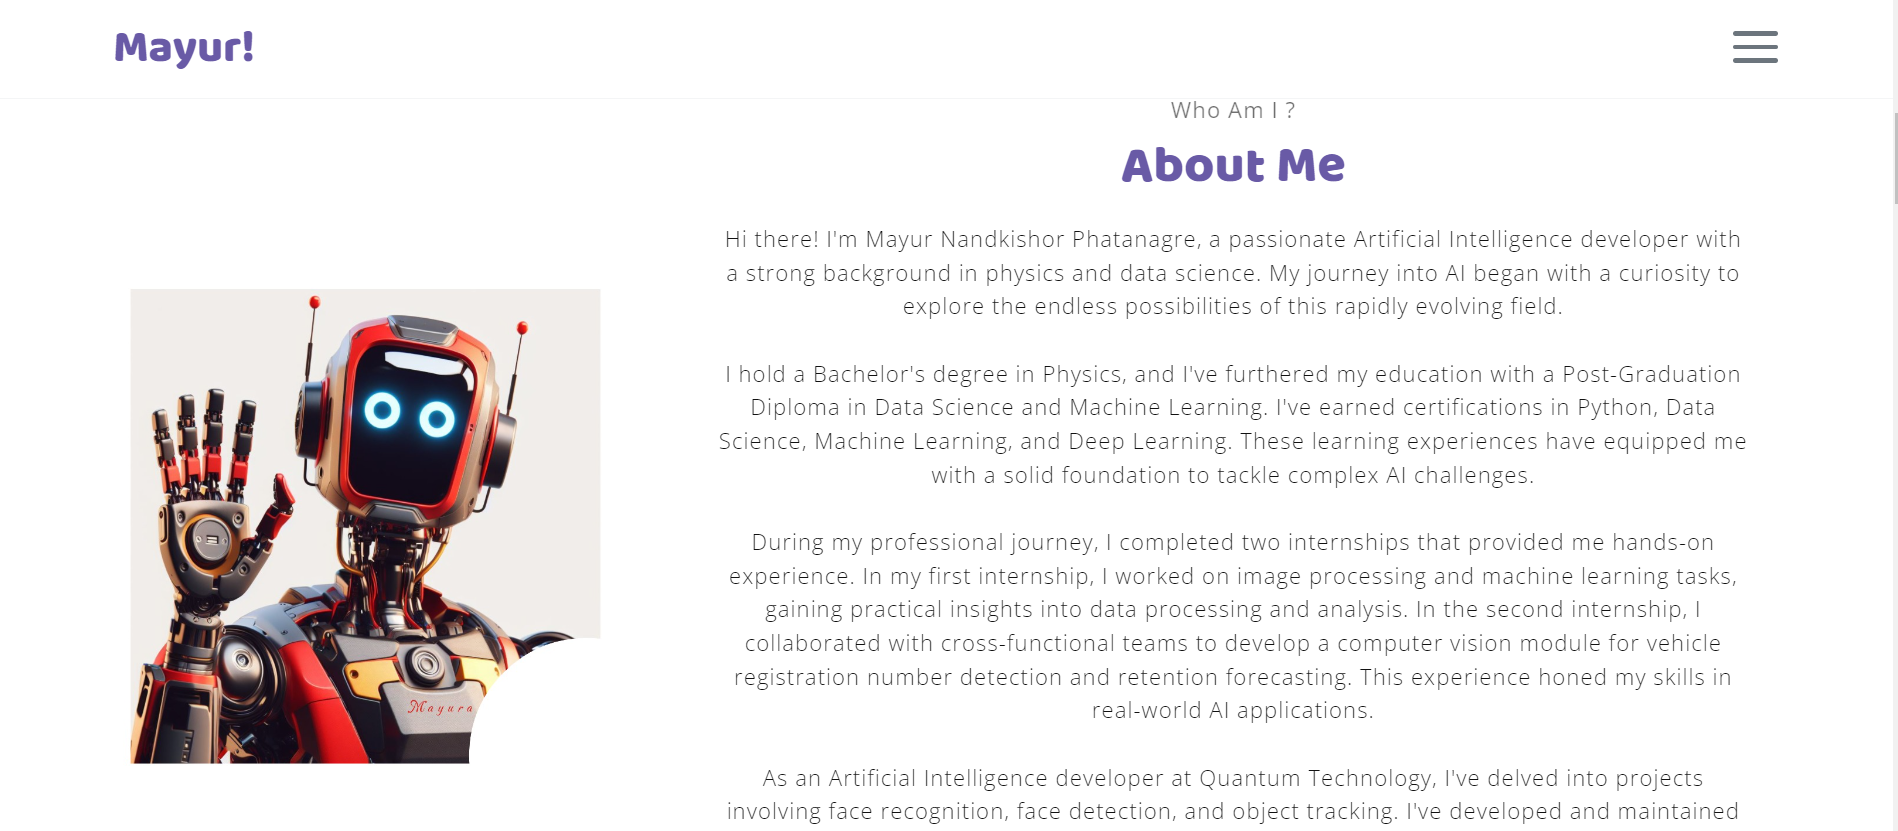 Mayur!
Who Am I ?
About Me
Hi there! I'm Mayur Nandkishor Phatanagre, a passionate Artificial Intelligence developer with
a strong background in physics and data science. My journey into AI began with a curiosity to
explore the endless possibilities of this rapidly evolving field.
I hold a Bachelor's degree in Physics, and I've furthered my education with a Post-Graduation
Diploma in Data Science and Machine Learning. I've earned certifications in Python, Data
Science, Machine Learning, and Deep Learning. These learning experiences have equipped me
with a solid foundation to tackle complex AI challenges.
During my professional journey, I completed two internships that provided me hands-on
experience. In my first internship, I worked on image processing and machine learning tasks,
gaining practical insights into data processing and analysis. In the second internship, I
collaborated with cross-functional teams to develop a computer vision module for vehicle
registration number detection and retention forecasting. This experience honed my skills in
real-world AI applications.
As an Artificial Intelligence developer at Quantum Technology, I've delved into projects
involving face recognition, face detection, and object tracking. I've developed and maintained
Mayura